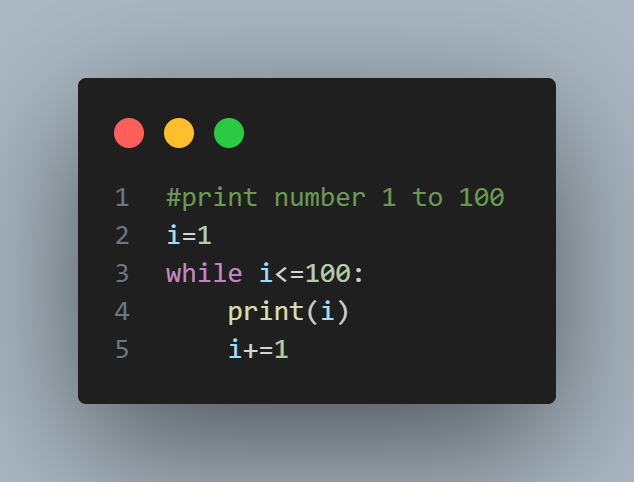 1 #print number 1 to 100
2 i=1
3 while i<=100:
4     print(i)
5     i+=1